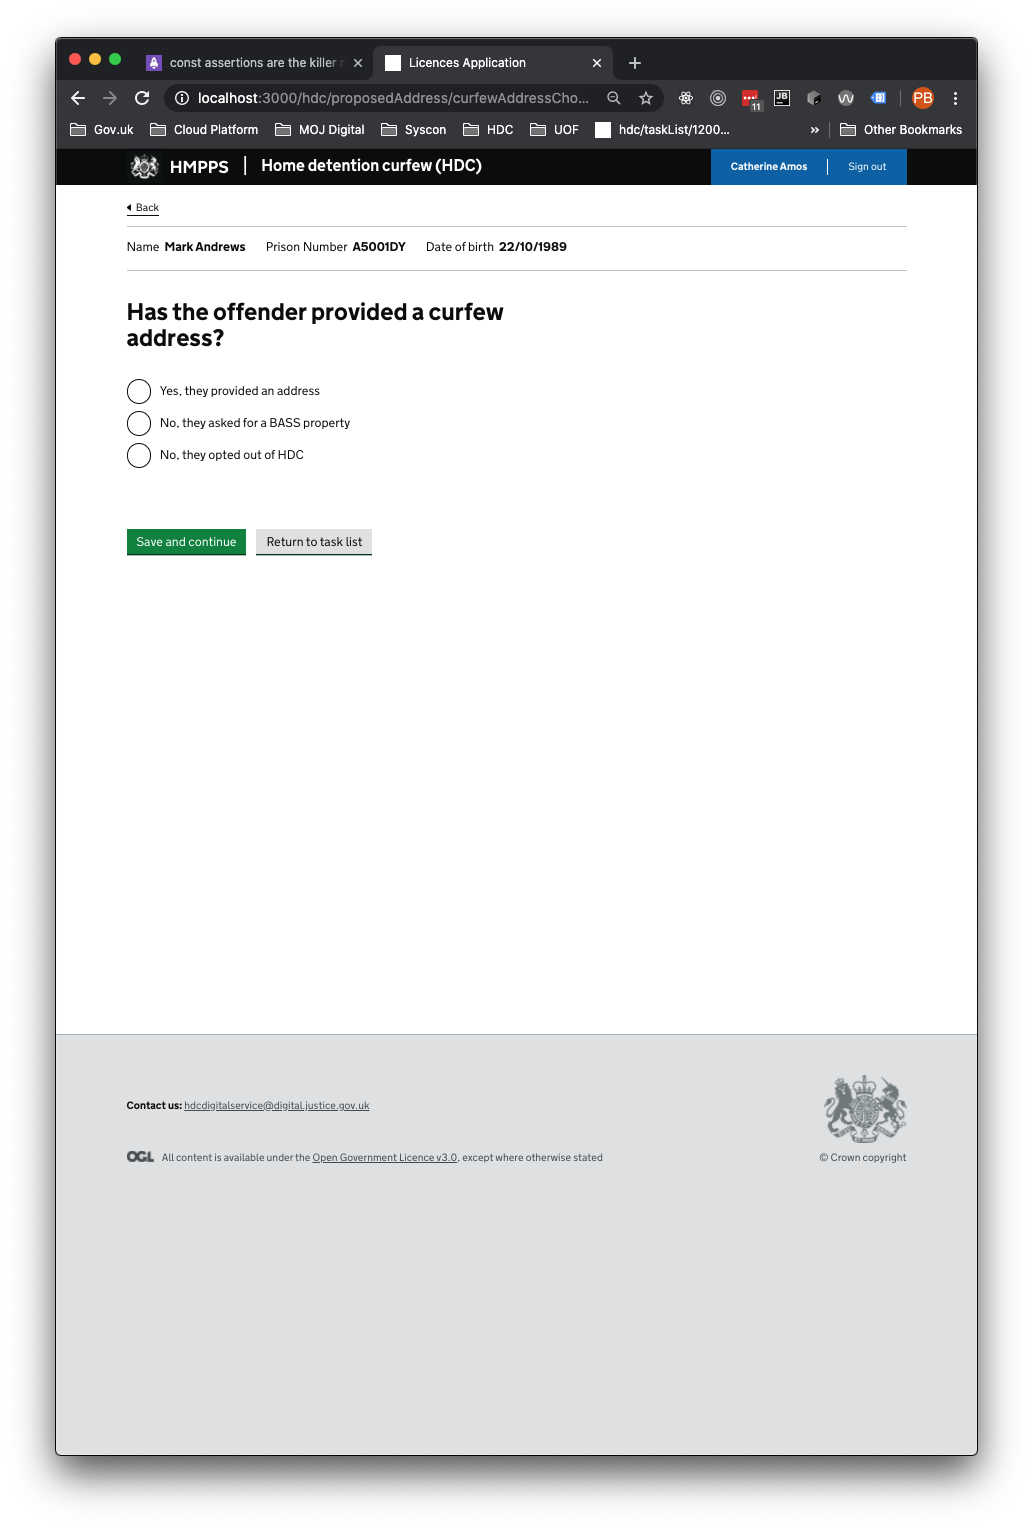 const assertions are the killer
Licences Application
localhost:3000/hdc/proposedAddress/curfewAddressCho...
11
JB
PB
Gov.uk Cloud Platform MOJ Digital Syscon HDC UOF hdc/taskList/1200... » Other Bookmarks
HMPPS | Home detention curfew (HDC) Catherine Amos Sign out
Back
Name Mark Andrews Prison Number A5001DY Date of birth 22/10/1989
Has the offender provided a curfew
address?
Yes, they provided an address
No, they asked for a BASS property
No, they opted out of HDC
Save and continue Return to task list
Contact us: hdcdigitalservice@digital.justice.gov.uk
OGL All content is available under the Open Government Licence v3.0, except where otherwise stated
© Crown copyright